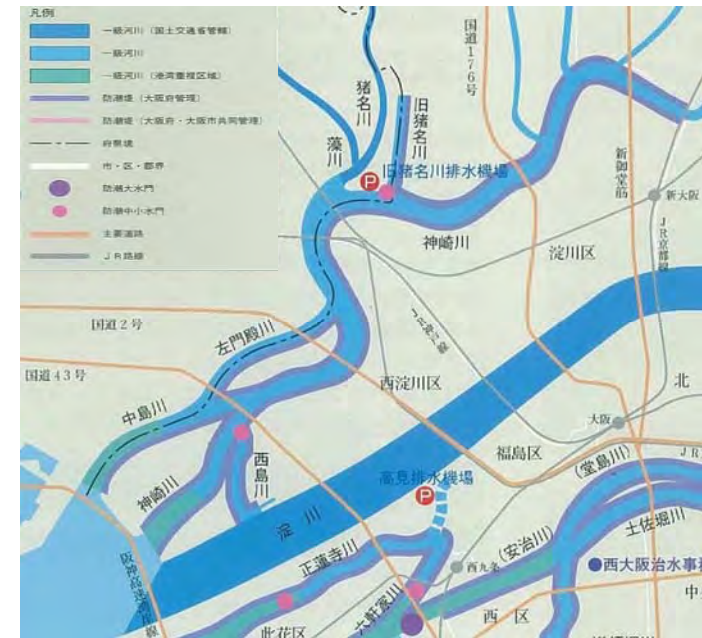 凡例
一級河川（国土交通省管轄）
一級河川
一級河川（港湾重複区域）
防潮堤（大阪府管理）
防潮堤（大阪府・大阪市共同管理）
府県境
市・区・郡界
防潮大水門
防潮中小水門
主要道路
JR路線
国道176号
猪名川
旧猪名川
藻川
P
旧猪名川排水機場
新御堂筋
新大阪
神崎川
淀川区
JR京都線
国道2号
左門殿川
国道43号
西淀川区
中島川
北
大阪
福島区
JR
西島川
高見排水機場
(堂島川)
神崎川
P
淀川
土佐堀川
(安治川)
正蓮寺川
西九条
西大阪治水事務
阪神高速湾岸線
六軒家川
西区
中央
此花区